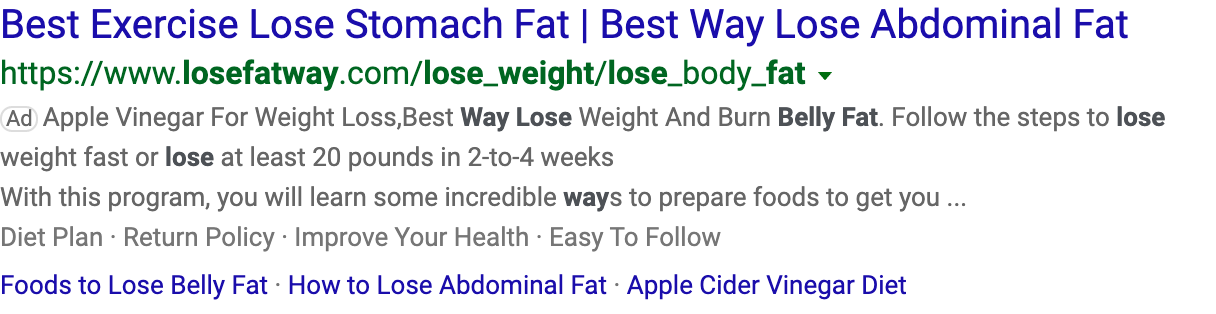 Best Exercise Lose Stomach Fat | Best Way Lose Abdominal Fat
https://www.losefatway.com/lose_weight/lose_body_fat
Ad Apple Vinegar For Weight Loss,Best Way Lose Weight And Burn Belly Fat. Follow the steps to lose
weight fast or lose at least 20 pounds in 2-to-4 weeks
With this program, you will learn some incredible ways to prepare foods to get you ...
Diet Plan · Return Policy · Improve Your Health · Easy To Follow
Foods to Lose Belly Fat · How to Lose Abdominal Fat · Apple Cider Vinegar Diet